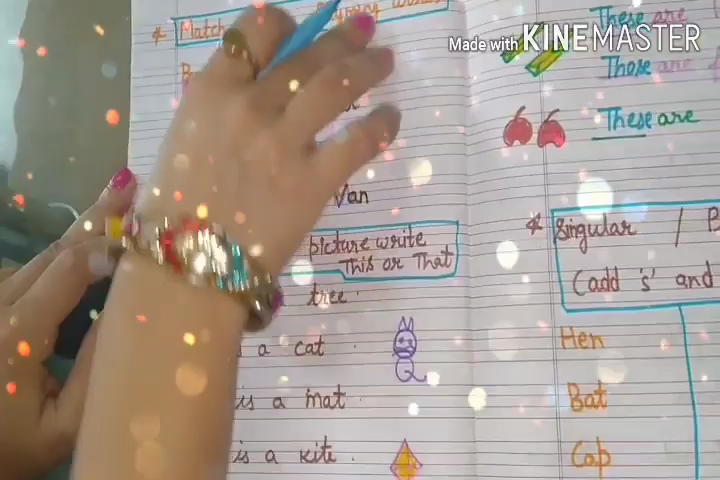 Made with KINEMASTER
* Match
Van
picture write
This or That
tree.
a cat.
is a mat.
is a kite.
These are
Those are
These are
* Singular /
(add 's' and
Hen
Bat
Cap